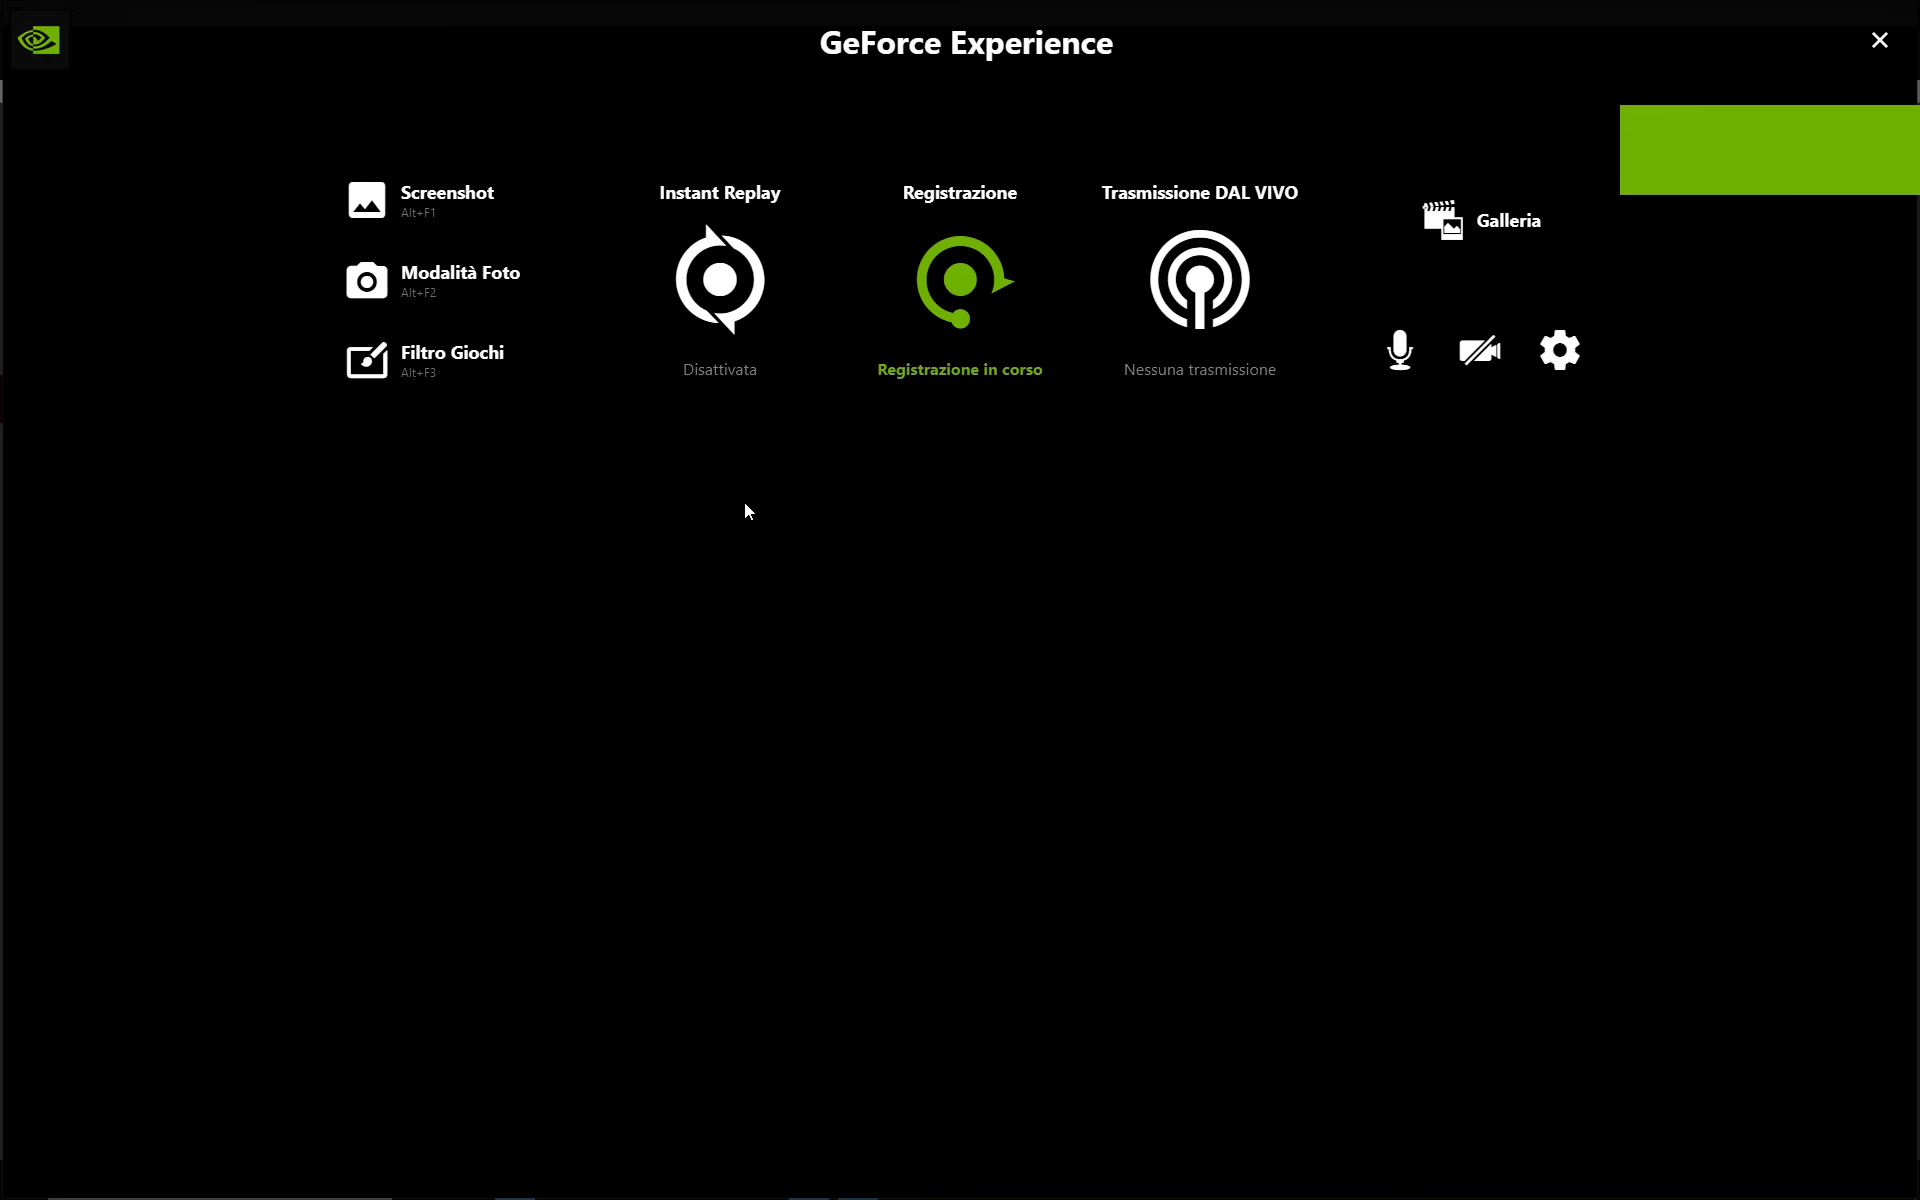 GeForce Experience
Screenshot
Alt+F1
Modalità Foto
Alt+F2
Filtro Giochi
Alt+F3
Instant Replay
Disattivata
Registrazione
Registrazione in corso
Trasmissione DAL VIVO
Nessuna trasmissione
Galleria